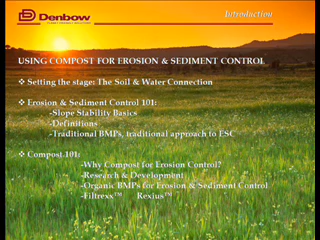 Denbow
Introduction
USING COMPOST FOR EROSION & SEDIMENT CONTROL
❖ Setting the stage: The Soil & Water Connection
❖ Erosion & Sediment Control 101:
-Slope Stability Basics
-Definitions
-Traditional BMPs, traditional approach to ESC
❖ Compost 101:
-Why Compost for Erosion Control?
-Research & Development
-Organic BMPs for Erosion & Sediment Control
-Filtrexx™ Rexius™